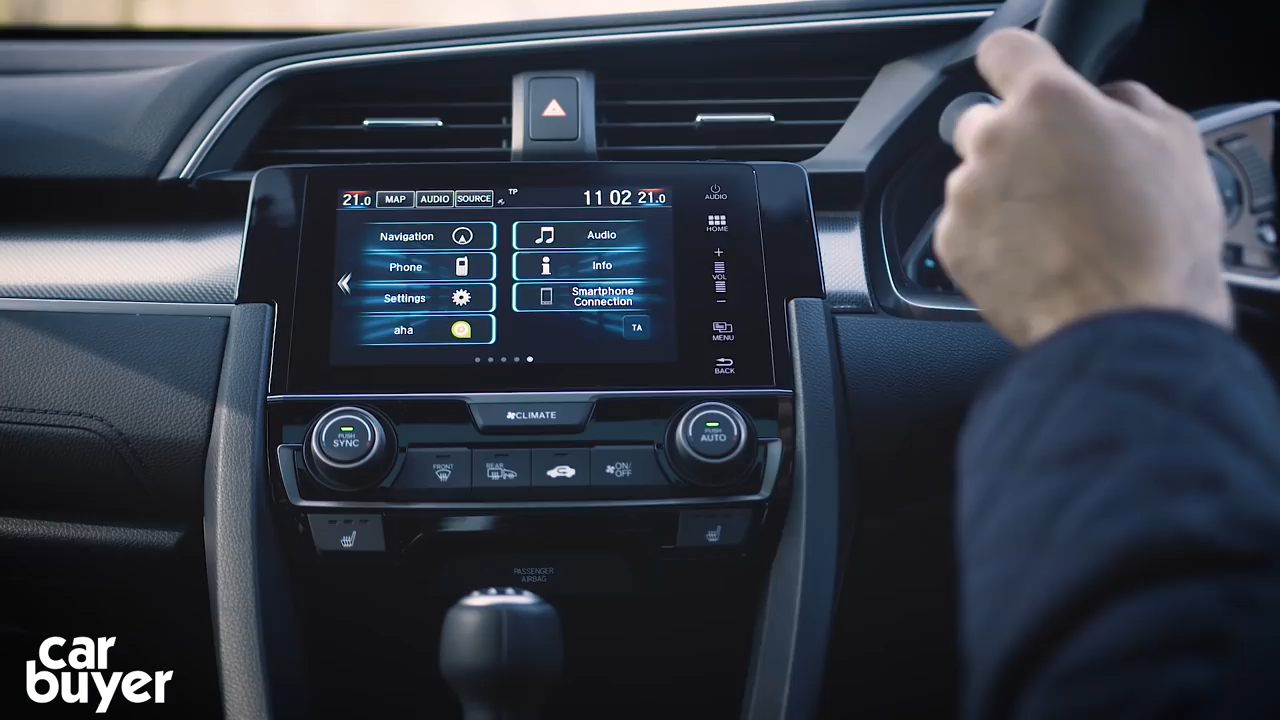 21.0 MAP AUDIO SOURCE TP 11 02 21.0
Navigation
Phone
Settings
aha
Audio
Info
Smartphone
Connection
TA
AUDIO
HOME
+
VOL
−
MENU
BACK
CLIMATE
PUSH
SYNC
FRONT
REAR
ON/
OFF
PUSH
AUTO
PASSENGER
AIRBAG
car
buyer